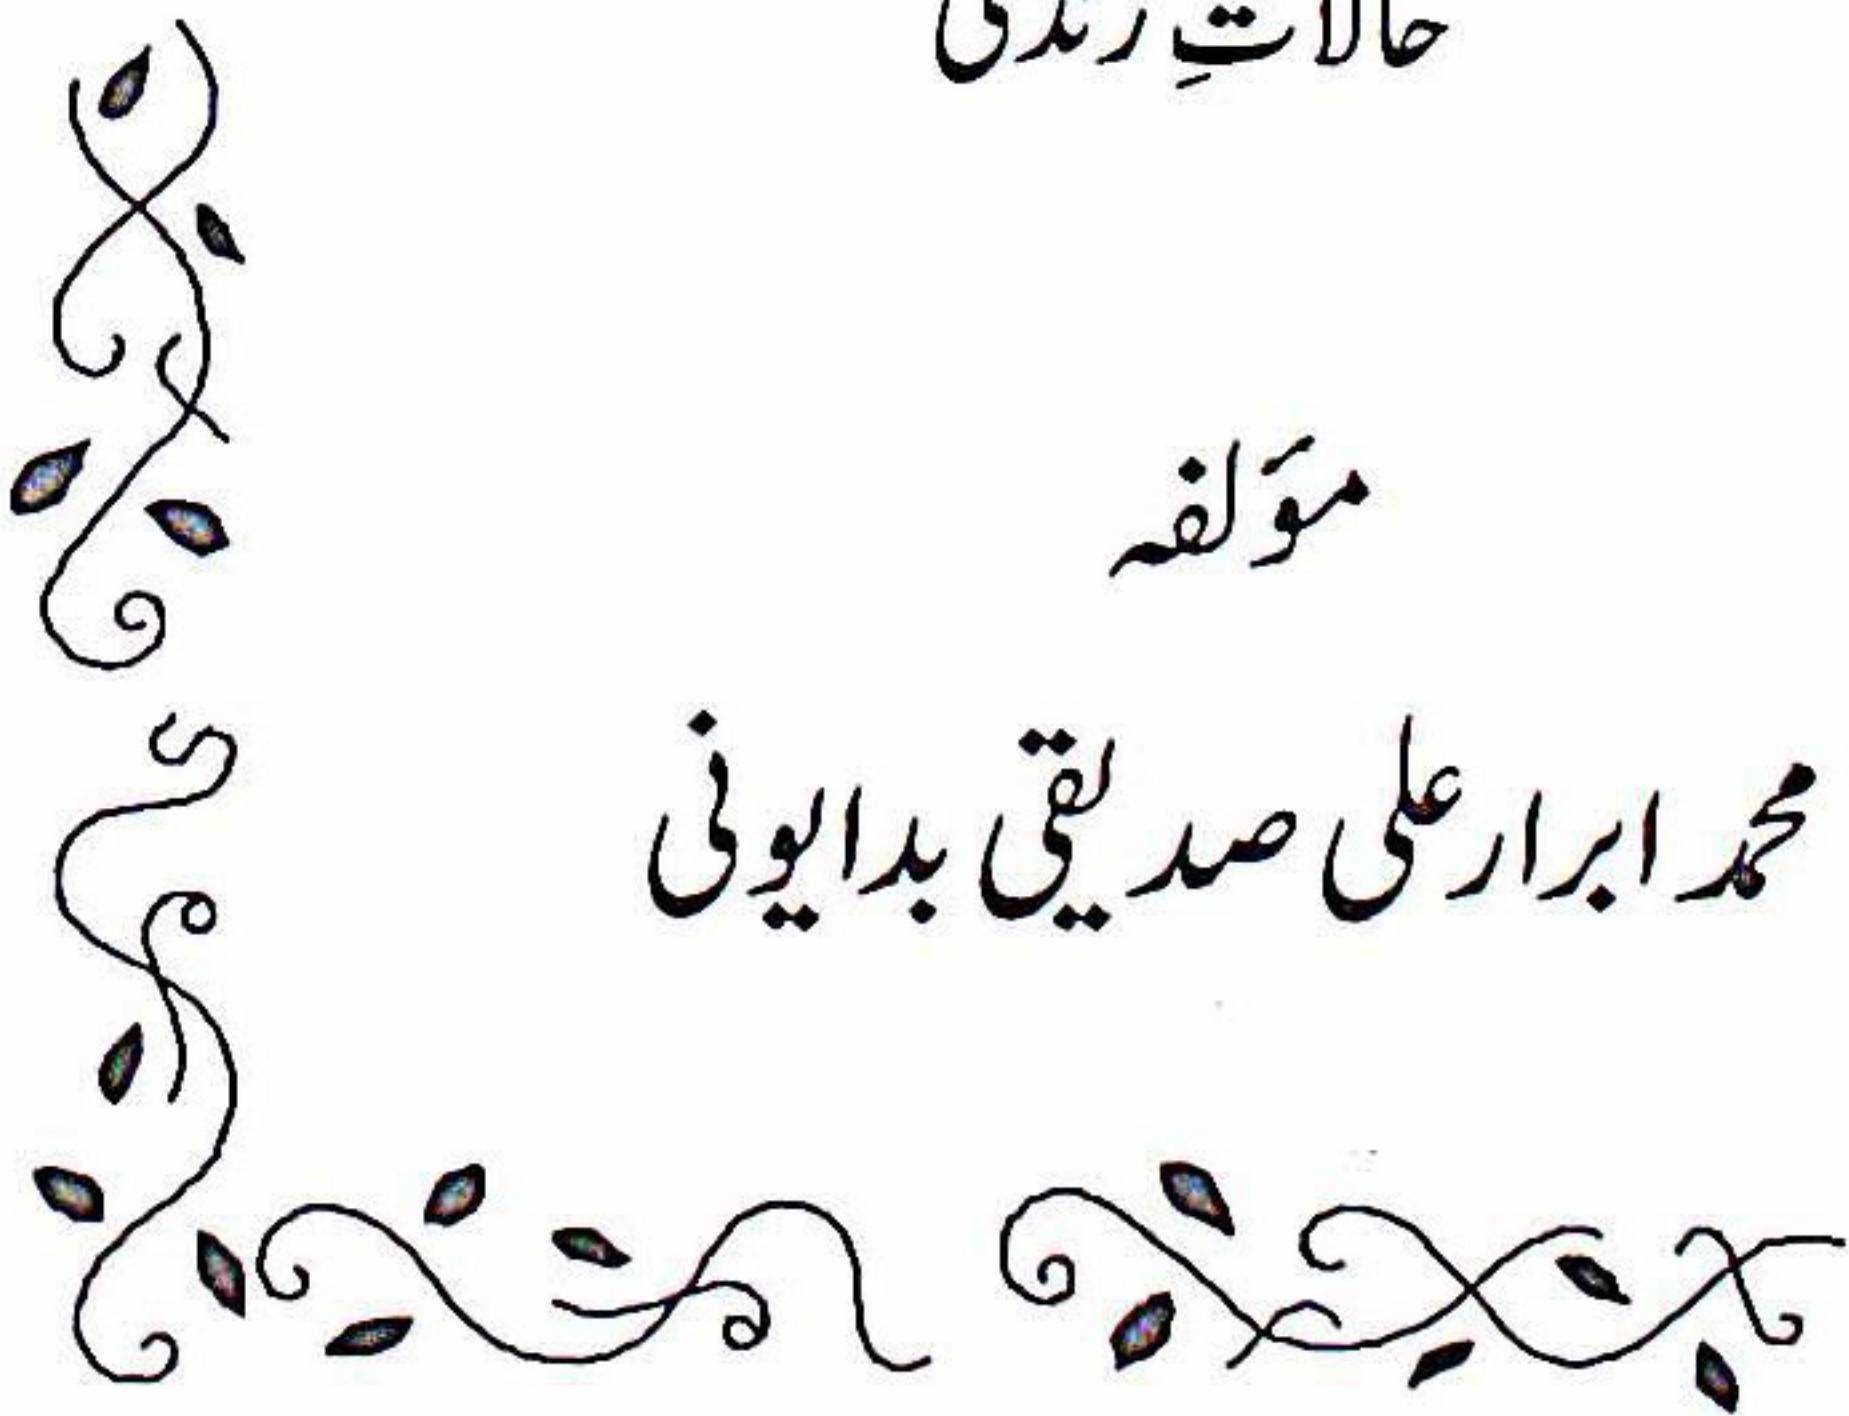 حالاتِ زندگی
مؤلفہ
محمد ابرار علی صدیقی بدایونی